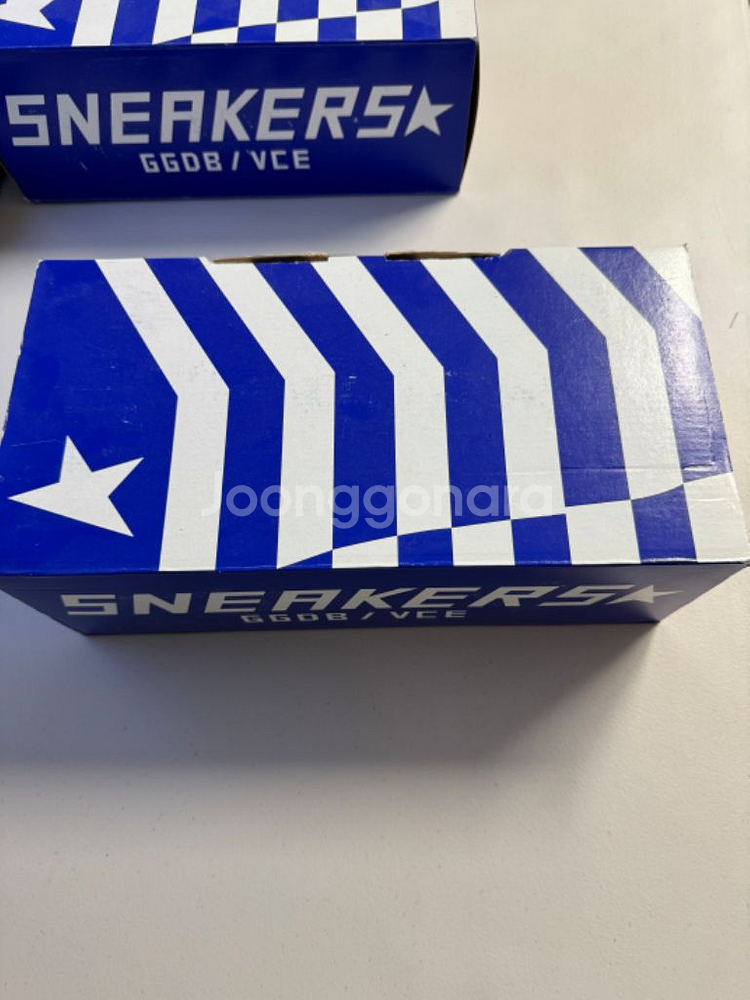 SNEAKERS
GGDB / VCE
Joonggonara
SNEAKERS
GGDB / VCE